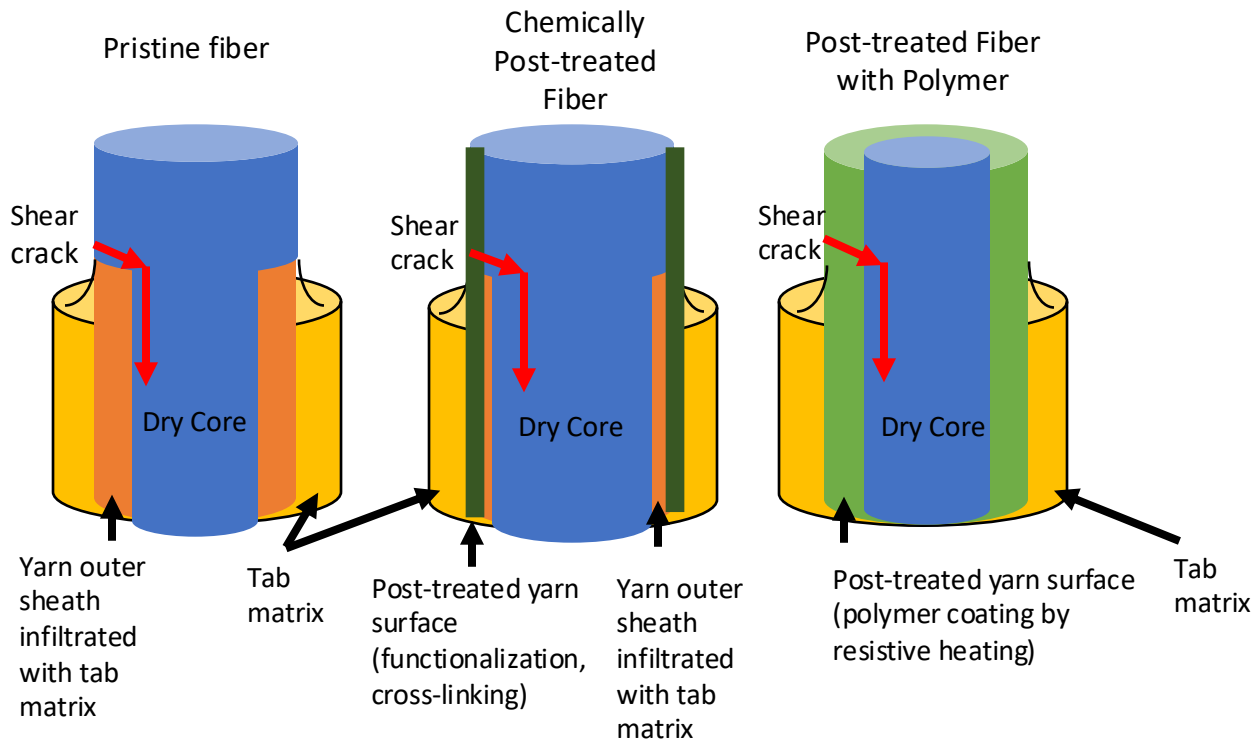 Pristine fiber
Chemically
Post-treated
Fiber
Post-treated Fiber
with Polymer
Shear
crack
Shear
crack
Shear
crack
Dry Core
Dry Core
Dry Core
Yarn outer
sheath
infiltrated
with tab
matrix
Tab
matrix
Post-treated yarn
surface
(functionalization,
cross-linking)
Yarn outer
sheath
infiltrated
with tab
matrix
Post-treated yarn surface
(polymer coating by
resistive heating)
Tab
matrix